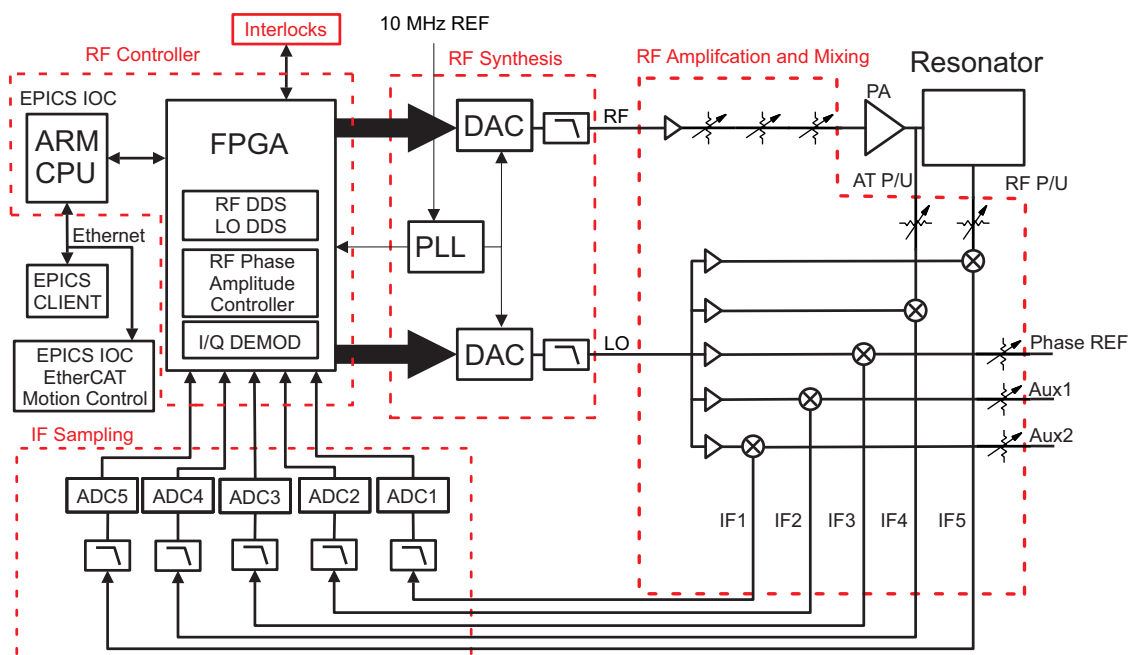 Interlocks
10 MHz REF
RF Controller
RF Synthesis
RF Amplifcation and Mixing
Resonator
EPICS IOC
ARM
CPU
FPGA
RF DDS
LO DDS
RF Phase
Amplitude
Controller
I/Q DEMOD
Ethernet
EPICS
CLIENT
EPICS IOC
EtherCAT
Motion Control
DAC
RF
PA
AT P/U
RF P/U
PLL
DAC
LO
Phase REF
Aux1
Aux2
IF Sampling
ADC5
ADC4
ADC3
ADC2
ADC1
IF1
IF2
IF3
IF4
IF5